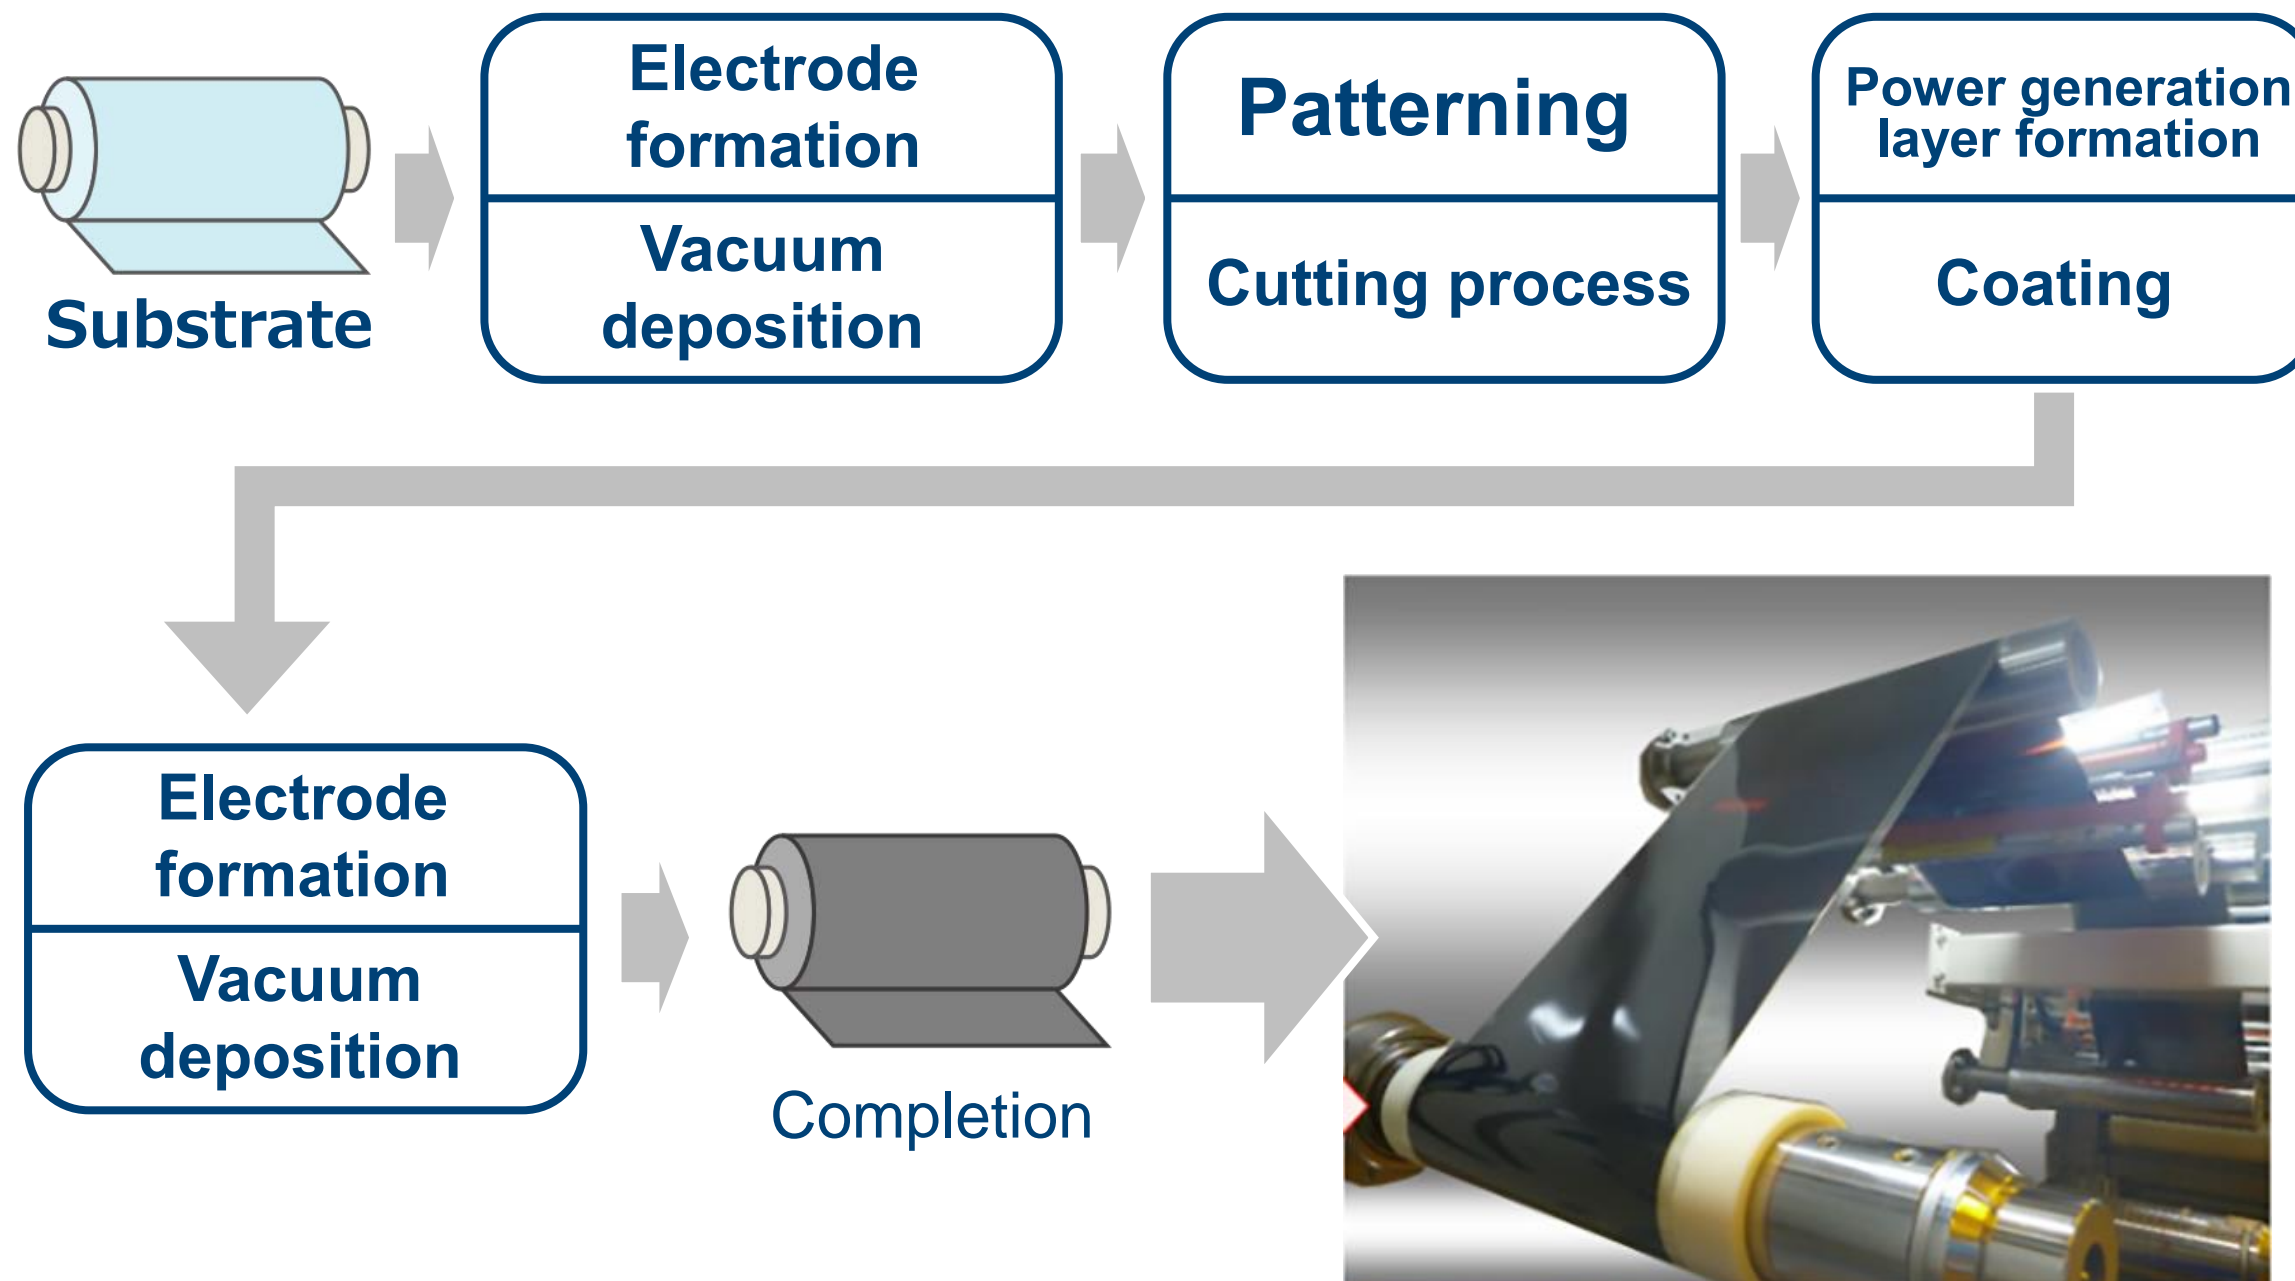 Electrode
formation
Vacuum
deposition
Substrate
Patterning
Cutting process
Power generation
layer formation
Coating
Electrode
formation
Vacuum
deposition
Completion